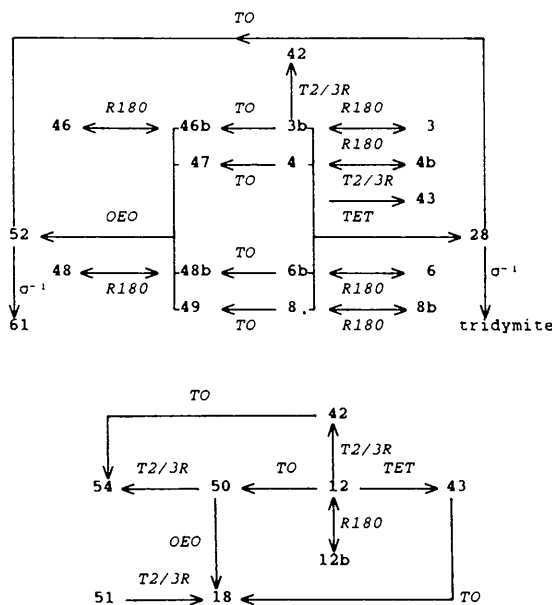 TO
42
T2/3R
46 R180 46b TO 3b R180 3
R180
47 4 4b
TO
T2/3R
43
OEO TET
52 28
48 48b TO 6b 6
σ⁻¹ R180 R180 σ⁻¹
49 8 8b
61 TO R180 tridymite
TO
42
T2/3R
54 T2/3R 50 TO 12 TET 43
R180
OEO
12b
51 T2/3R 18 TO